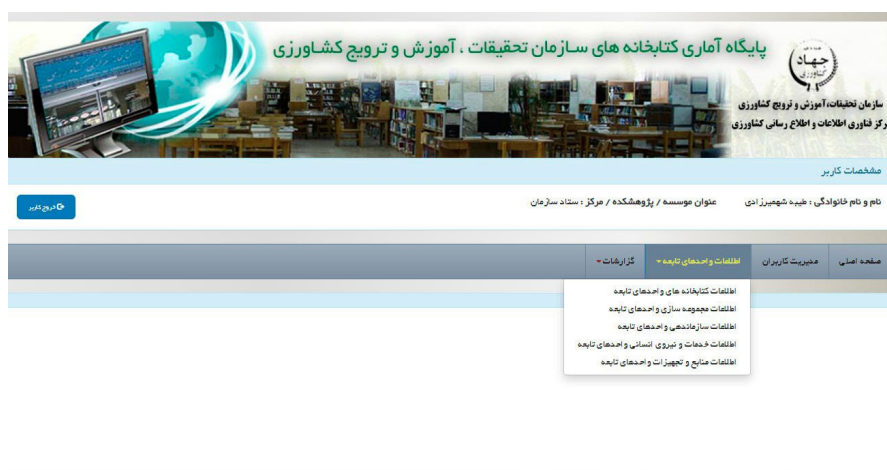 پایگاه آماری کتابخانه های سازمان تحقیقات ، آموزش و ترویج کشاورزی
جهاد
کشاورزی
سازمان تحقیقات،آموزش و ترویج کشاورزی
رکز فناوری اطلاعات و اطلاع رسانی کشاورزی
مشخصات کاربر
نام و نام خانوادگی : طیبه شهمیرزادی
عنوان موسسه / پژوهشکده / مرکز : ستاد سازمان
خروج کاربر
صفحه اصلی
مدیریت کاربران
اطلاعات واحدهای تابعه
گزارشات
اطلاعات کتابخانه های واحدهای تابعه
اطلاعات مجموعه سازی واحدهای تابعه
اطلاعات سازماندهی واحدهای تابعه
اطلاعات خدمات و نیروی انسانی واحدهای تابعه
اطلاعات منابع و تجهیزات واحدهای تابعه